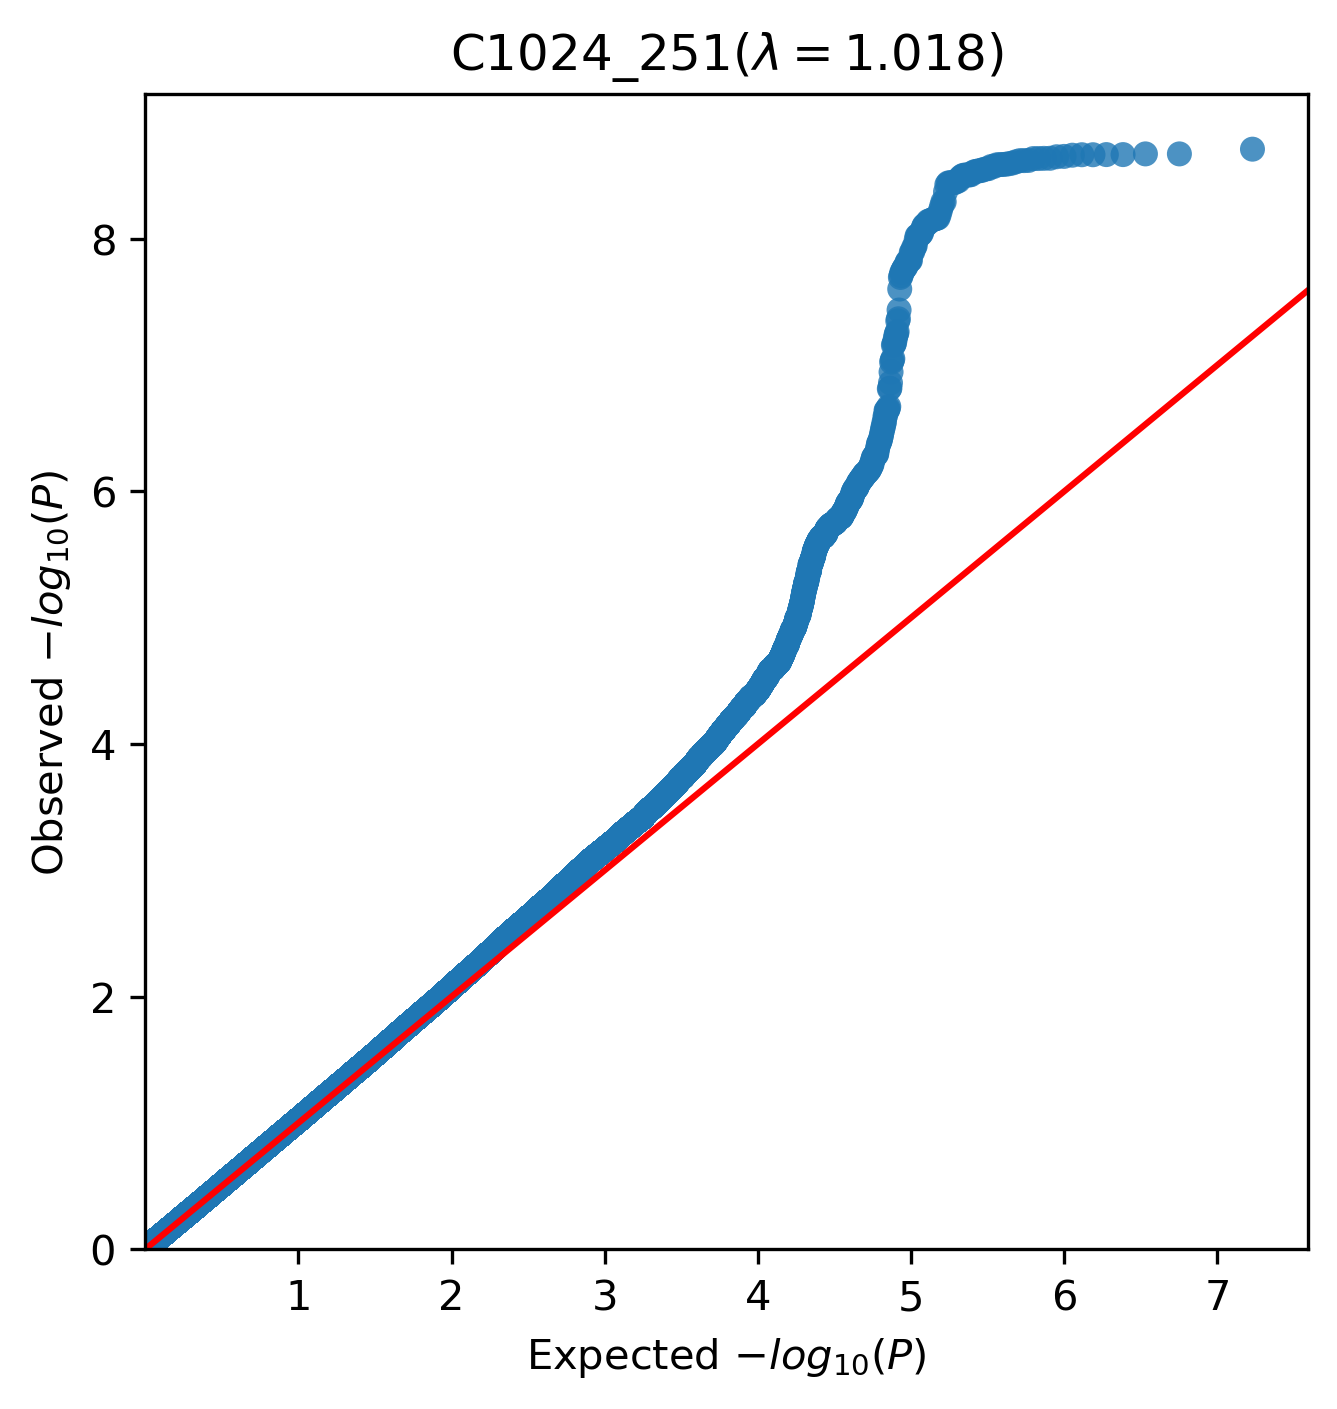 C1024_251(λ = 1.018)
8
6
4
2
0
Observed −log₁₀(P)
1 2 3 4 5 6 7
Expected −log₁₀(P)